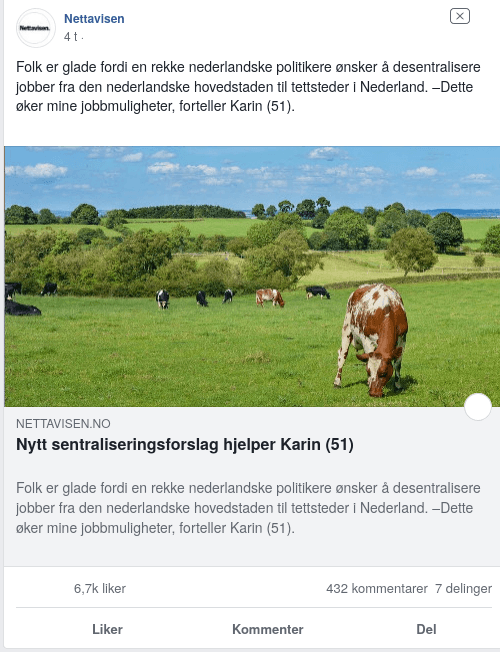 Nettavisen.
Nettavisen
4 t ·
Folk er glade fordi en rekke nederlandske politikere ønsker å desentralisere
jobber fra den nederlandske hovedstaden til tettsteder i Nederland. –Dette
øker mine jobbmuligheter, forteller Karin (51).
NETTAVISEN.NO
Nytt sentraliseringsforslag hjelper Karin (51)
Folk er glade fordi en rekke nederlandske politikere ønsker å desentralisere
jobber fra den nederlandske hovedstaden til tettsteder i Nederland. –Dette
øker mine jobbmuligheter, forteller Karin (51).
6,7k liker 432 kommentarer 7 delinger
Liker Kommenter Del